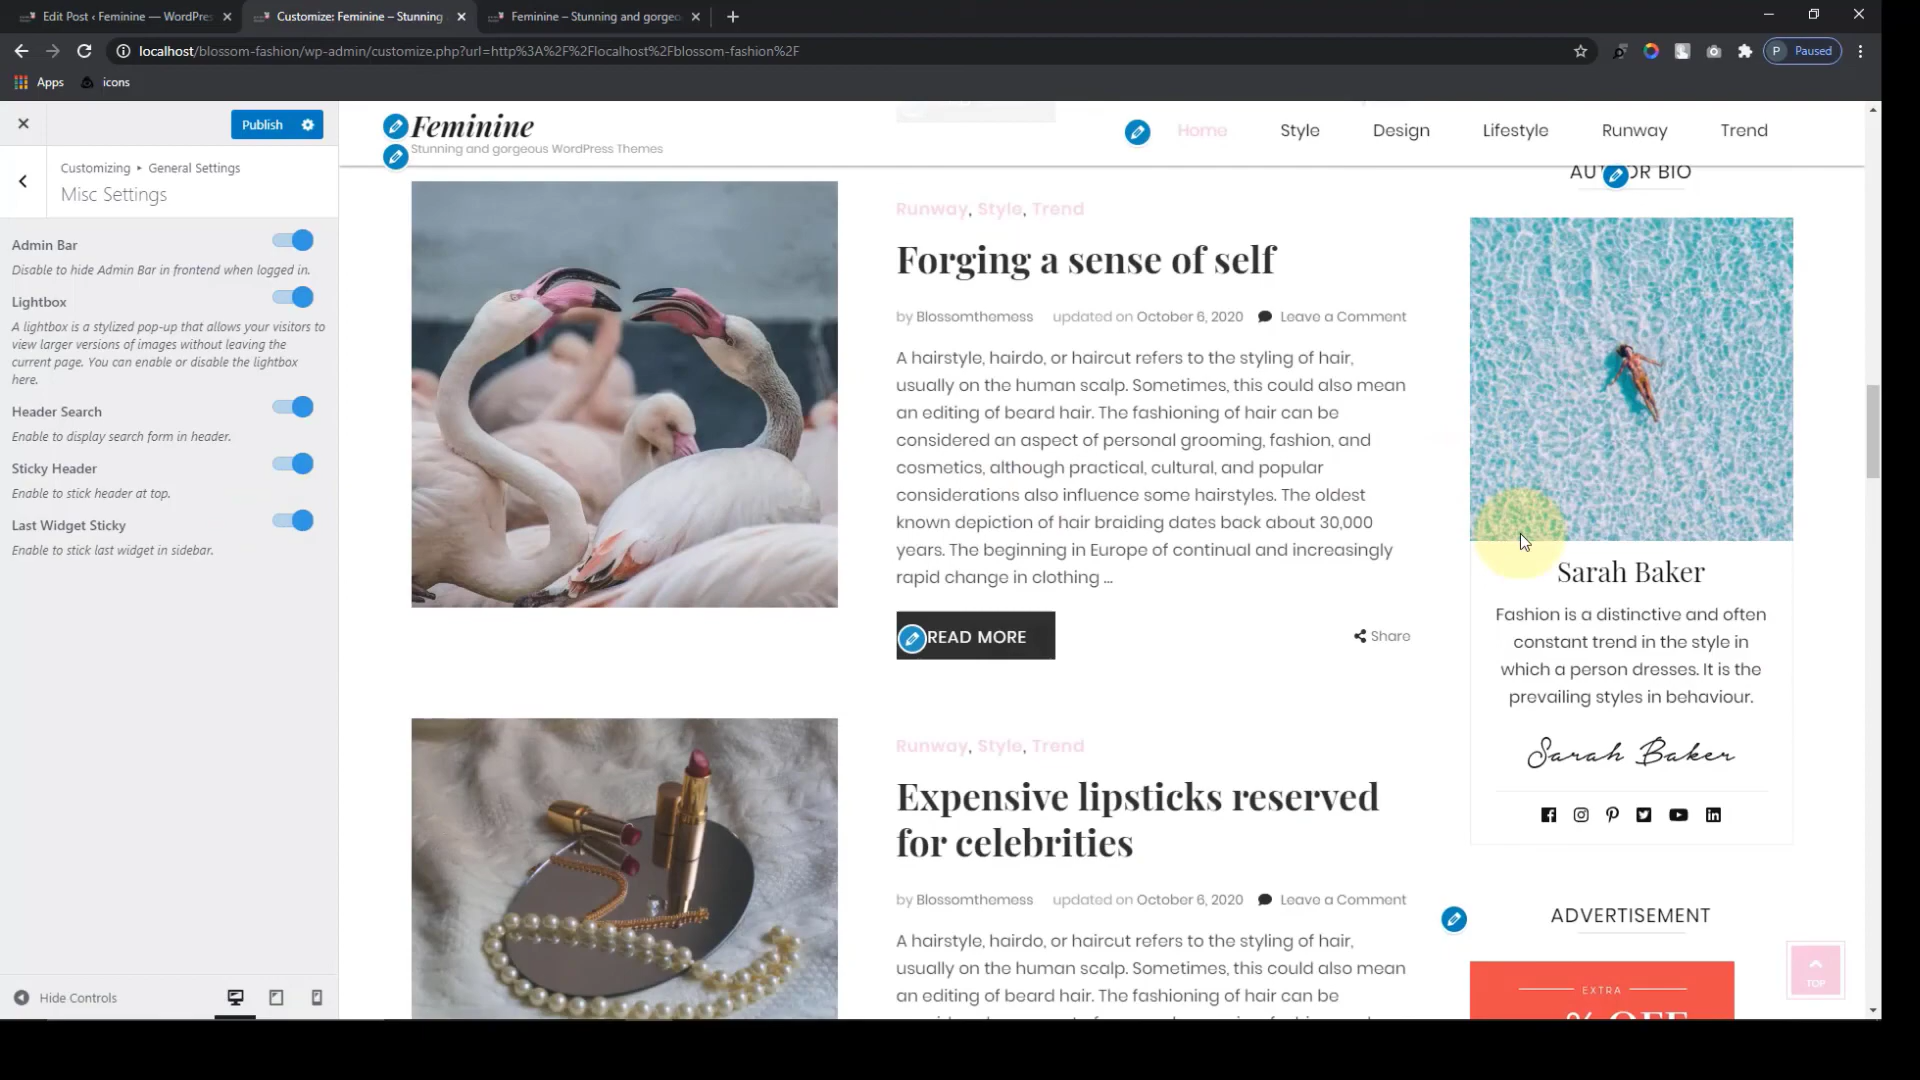 Edit Post ‹ Feminine — WordPres
Customize: Feminine – Stunning
Feminine – Stunning and gorgeo
localhost/blossom-fashion/wp-admin/customize.php?url=http%3A%2F%2Flocalhost%2Fblossom-fashion%2F
P Paused
Apps
icons
Publish
Customizing ▸ General Settings
Misc Settings
Admin Bar
Disable to hide Admin Bar in frontend when logged in.
Lightbox
A lightbox is a stylized pop-up that allows your visitors to
view larger versions of images without leaving the
current page. You can enable or disable the lightbox
here.
Header Search
Enable to display search form in header.
Sticky Header
Enable to stick header at top.
Last Widget Sticky
Enable to stick last widget in sidebar.
Hide Controls
Feminine
Stunning and gorgeous WordPress Themes
Home Style Design Lifestyle Runway Trend
Runway, Style, Trend
Forging a sense of self
by Blossomthemess updated on October 6, 2020 Leave a Comment
A hairstyle, hairdo, or haircut refers to the styling of hair,
usually on the human scalp. Sometimes, this could also mean
an editing of beard hair. The fashioning of hair can be
considered an aspect of personal grooming, fashion, and
cosmetics, although practical, cultural, and popular
considerations also influence some hairstyles. The oldest
known depiction of hair braiding dates back about 30,000
years. The beginning in Europe of continual and increasingly
rapid change in clothing ...
READ MORE
Share
Runway, Style, Trend
Expensive lipsticks reserved
for celebrities
by Blossomthemess updated on October 6, 2020 Leave a Comment
A hairstyle, hairdo, or haircut refers to the styling of hair,
usually on the human scalp. Sometimes, this could also mean
an editing of beard hair. The fashioning of hair can be
BIO
Sarah Baker
Fashion is a distinctive and often
constant trend in the style in
which a person dresses. It is the
prevailing styles in behaviour.
Sarah Baker
ADVERTISEMENT
EXTRA
% OFF
TOP